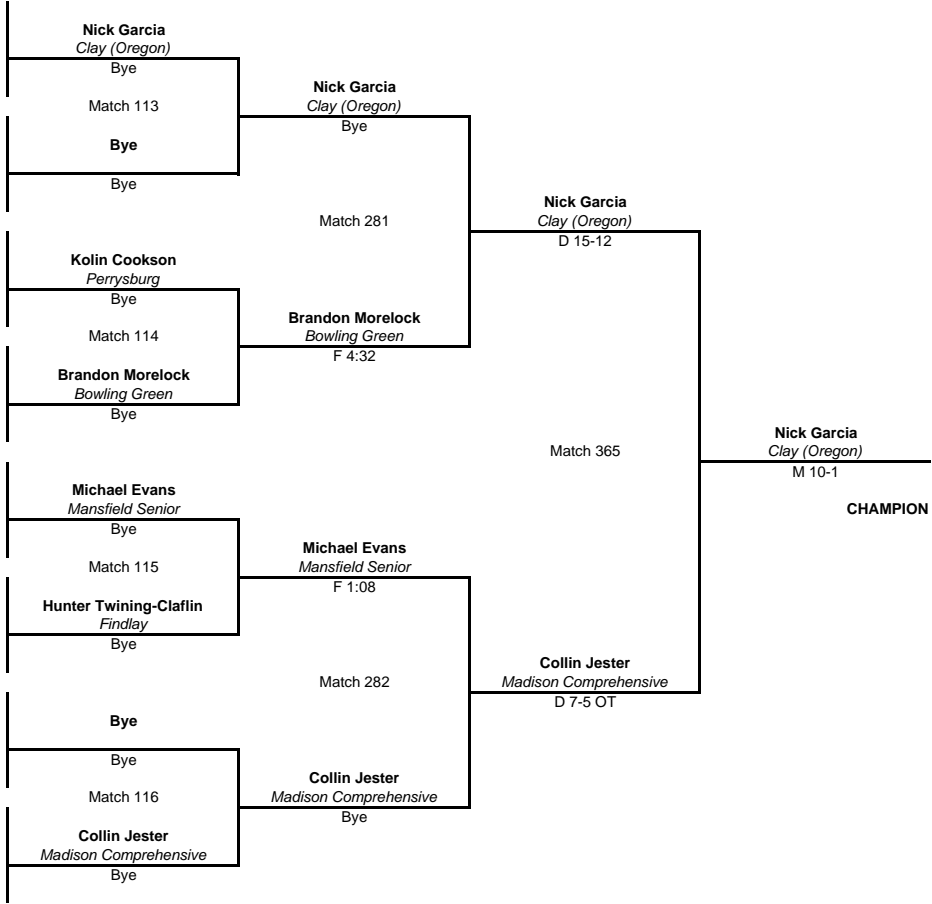 Nick Garcia
Clay (Oregon)
Bye
Match 113
Bye
Bye
Nick Garcia
Clay (Oregon)
Bye
Match 281
Kolin Cookson
Perrysburg
Bye
Match 114
Brandon Morelock
Bowling Green
Bye
Brandon Morelock
Bowling Green
F 4:32
Nick Garcia
Clay (Oregon)
D 15-12
Match 365
Michael Evans
Mansfield Senior
Bye
Match 115
Hunter Twining-Claflin
Findlay
Bye
Michael Evans
Mansfield Senior
F 1:08
Match 282
Bye
Bye
Match 116
Collin Jester
Madison Comprehensive
Bye
Collin Jester
Madison Comprehensive
Bye
Collin Jester
Madison Comprehensive
D 7-5 OT
Nick Garcia
Clay (Oregon)
M 10-1
CHAMPION